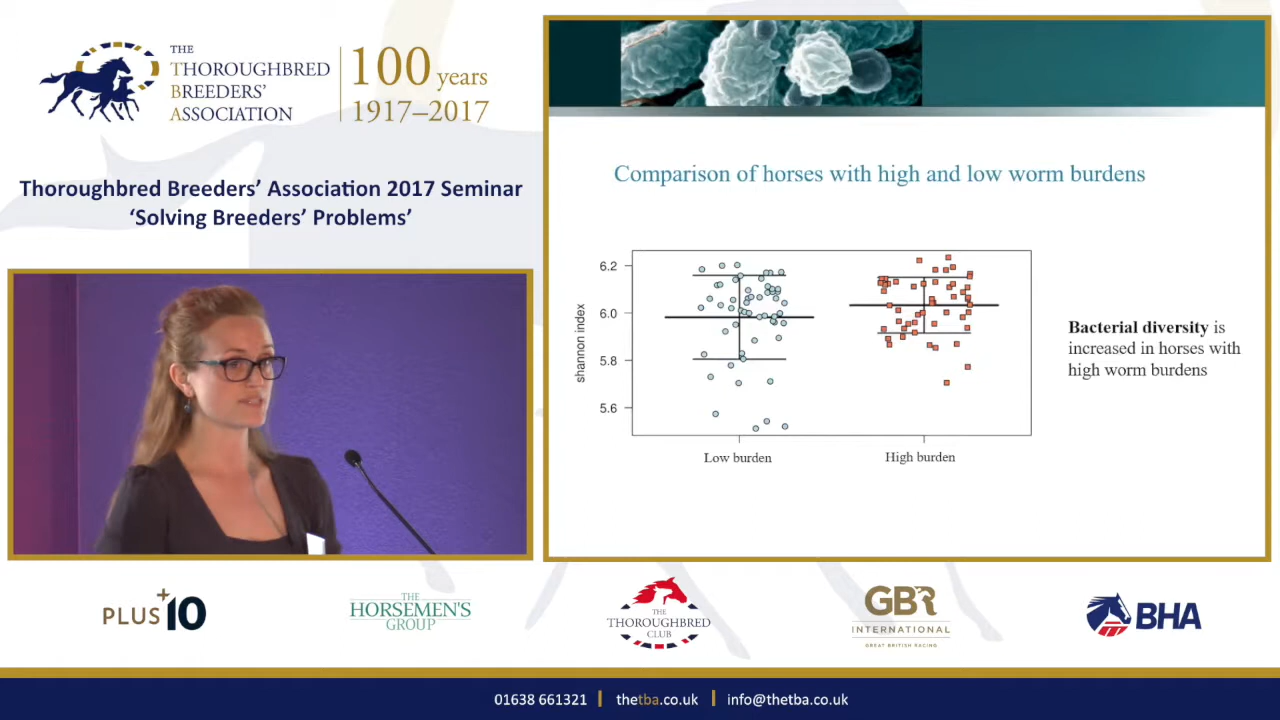 THE
THOROUGHBRED
BREEDERS'
ASSOCIATION
100 years
1917–2017
Thoroughbred Breeders' Association 2017 Seminar
'Solving Breeders' Problems'
Comparison of horses with high and low worm burdens
shannon index
6.2
6.0
5.8
5.6
Low burden
High burden
Bacterial diversity is
increased in horses with
high worm burdens
PLUS+10
THE
HORSEMEN'S
GROUP
THE
THOROUGHBRED
CLUB
GBR
INTERNATIONAL
GREAT BRITISH RACING
BHA
01638 661321 | thetba.co.uk | info@thetba.co.uk